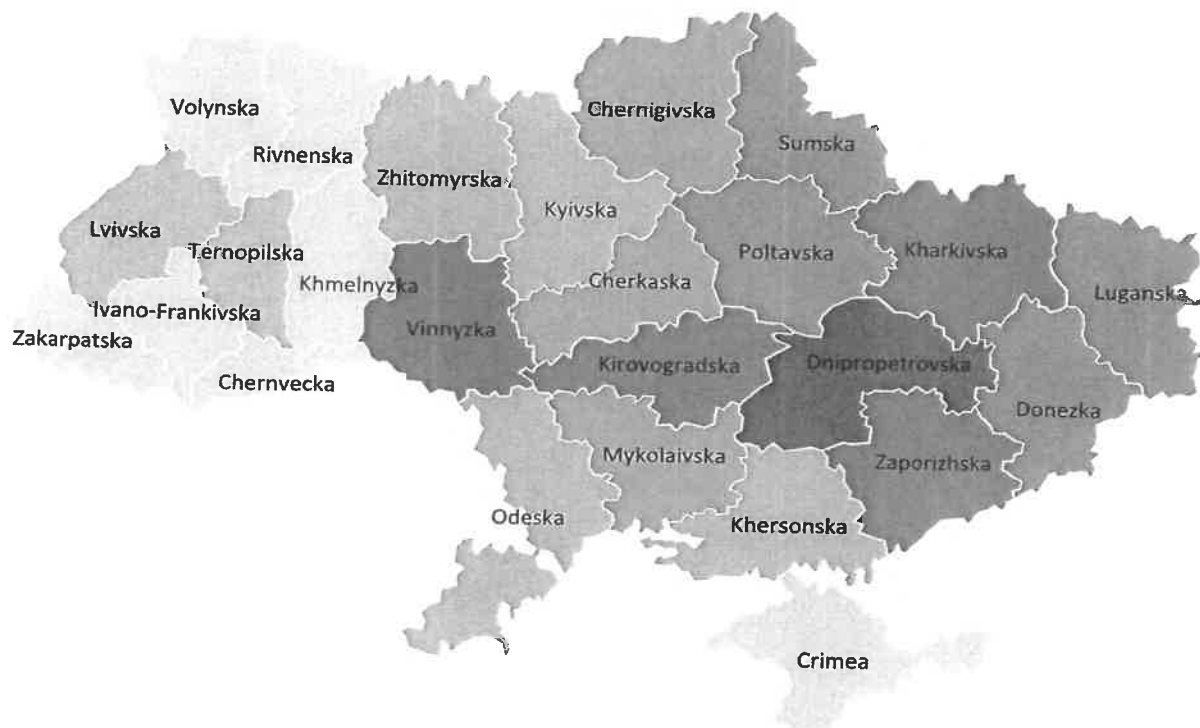 Volynska
Rivnenska
Zhitomyrska
Chernigivska
Sumska
Lvivska
Ternopilska
Kyivska
Cherkaska
Poltavska
Kharkivska
Luganska
Khmelnyzka
Ivano-Frankivska
Zakarpatska
Vinnyzka
Chernvecka
Kirovogradska
Dnipropetrovska
Donezka
Mykolaivska
Zaporizhska
Odeska
Khersonska
Crimea